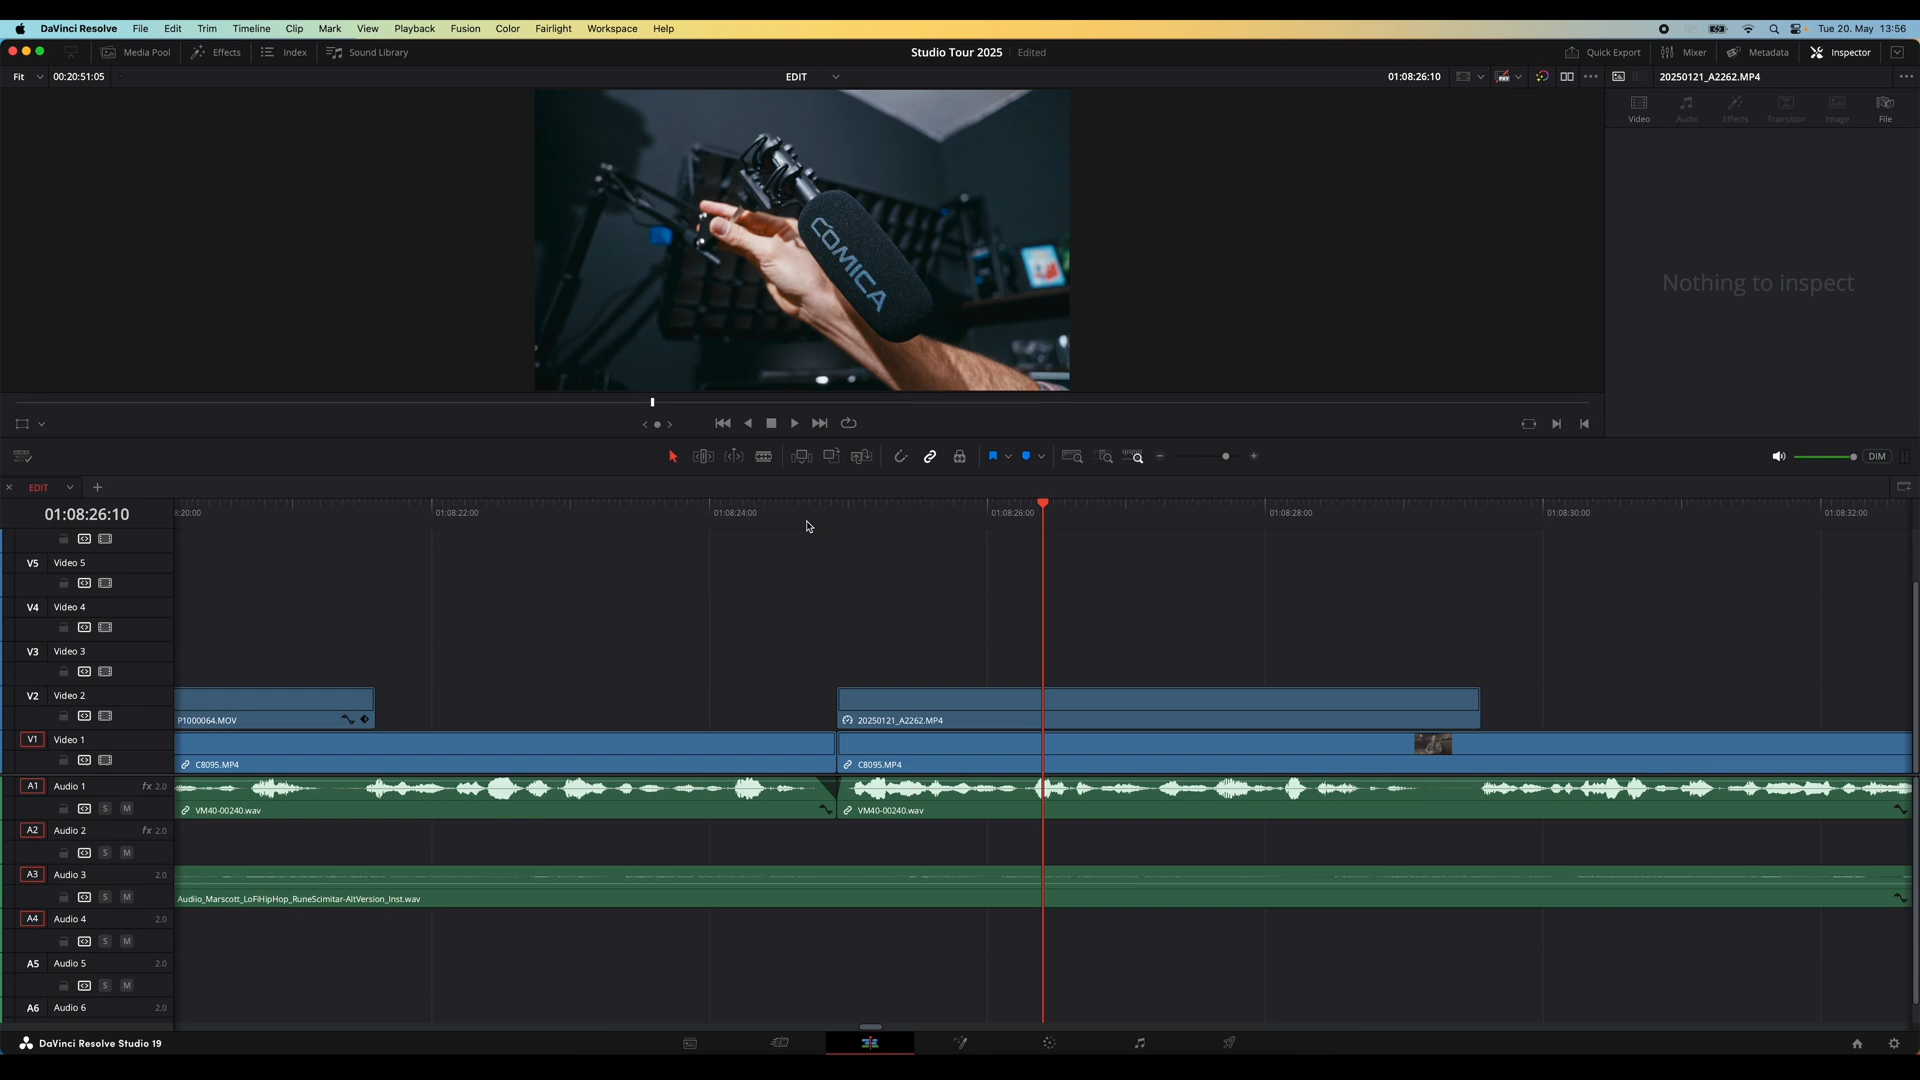 DaVinci Resolve File Edit Trim Timeline Clip Mark View Playback Fusion Color Fairlight Workspace Help Tue 20. May 13:56
Media Pool Effects Index Sound Library Studio Tour 2025 Edited Quick Export Mixer Metadata Inspector
Fit 00:20:51:05 EDIT 01:08:26:10 20250121_A2262.MP4
Video Audio Effects Transition Image File
COMICA
Nothing to inspect
DIM
EDIT
01:08:26:10 8:20:00 01:08:22:00 01:08:24:00 01:08:26:00 01:08:28:00 01:08:30:00 01:08:32:00
V5 Video 5
V4 Video 4
V3 Video 3
V2 Video 2
P1000064.MOV 20250121_A2262.MP4
V1 Video 1
C8095.MP4 C8095.MP4
A1 Audio 1 fx 2.0
S M VM40-00240.wav VM40-00240.wav
A2 Audio 2 fx 2.0
S M
A3 Audio 3 2.0
S M Audiio_Marscott_LoFiHipHop_RuneScimitar-AltVersion_Inst.wav
A4 Audio 4 2.0
S M
A5 Audio 5 2.0
S M
A6 Audio 6 2.0
DaVinci Resolve Studio 19